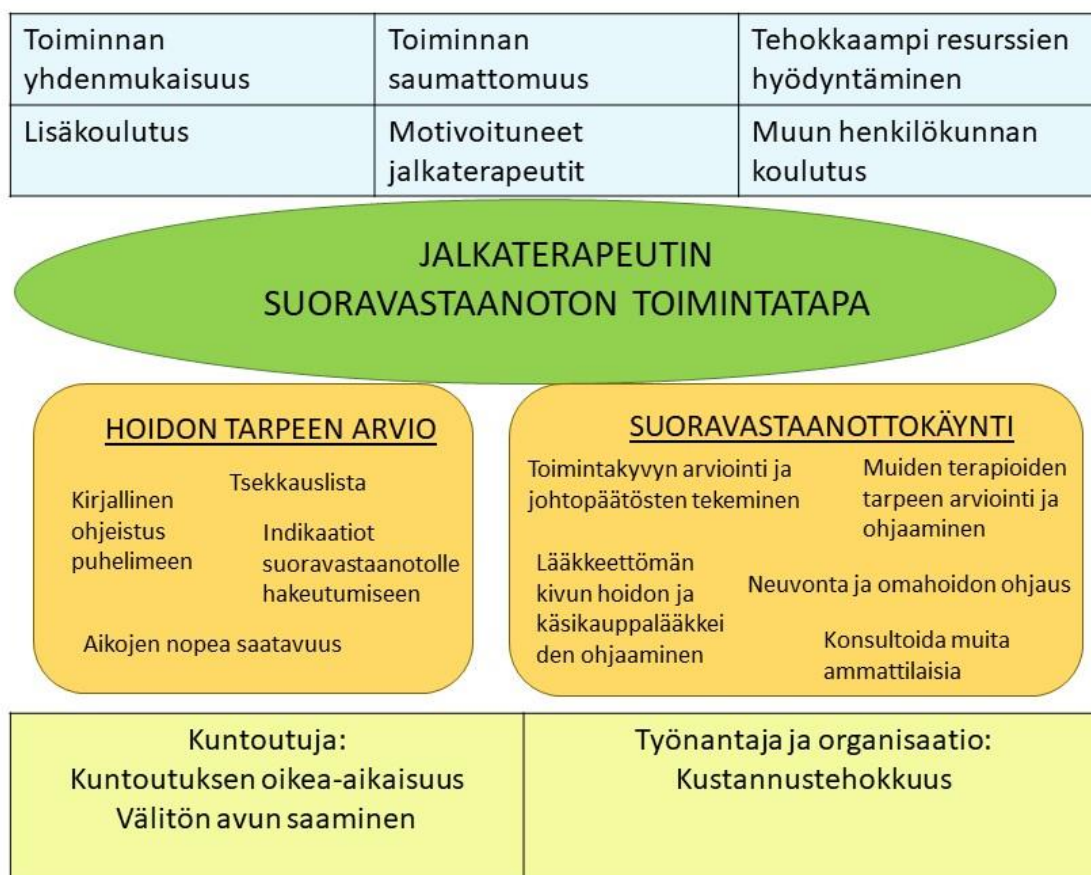 Toiminnan
yhdenmukaisuus
Toiminnan
saumattomuus
Tehokkaampi resurssien
hyödyntäminen
Lisäkoulutus
Motivoituneet
jalkaterapeutit
Muun henkilökunnan
koulutus
JALKATERAPEUTIN
SUORAVASTAANOTON TOIMINTATAPA
HOIDON TARPEEN ARVIO
Tsekkauslista
Kirjallinen
ohjeistus
puhelimeen
Indikaatiot
suoravastaanotolle
hakeutumiseen
Aikojen nopea saatavuus
SUORAVASTAANOTTOKÄYNTI
Toimintakyvyn arviointi ja
johtopäätösten tekeminen
Muiden terapioiden
tarpeen arviointi ja
ohjaaminen
Lääkkeettömän
kivun hoidon ja
käsikauppalääkkei
den ohjaaminen
Neuvonta ja omahoidon ohjaus
Konsultoida muita
ammattilaisia
Kuntoutuja:
Kuntoutuksen oikea-aikaisuus
Välitön avun saaminen
Työnantaja ja organisaatio:
Kustannustehokkuus